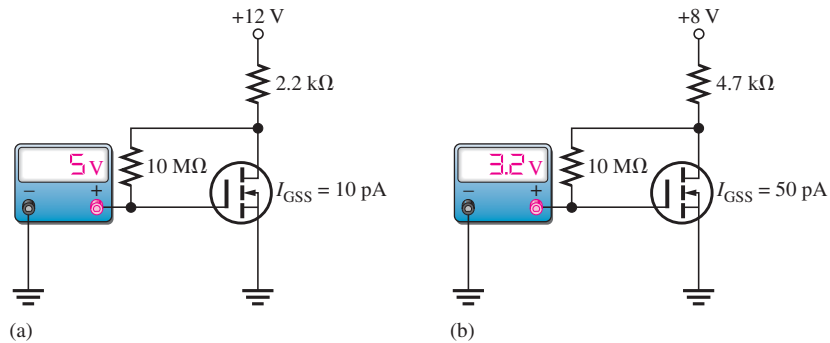 +12 V
2.2 kΩ
5 V
− +
10 MΩ
I_GSS = 10 pA
(a)
+8 V
4.7 kΩ
3.2 V
− +
10 MΩ
I_GSS = 50 pA
(b)